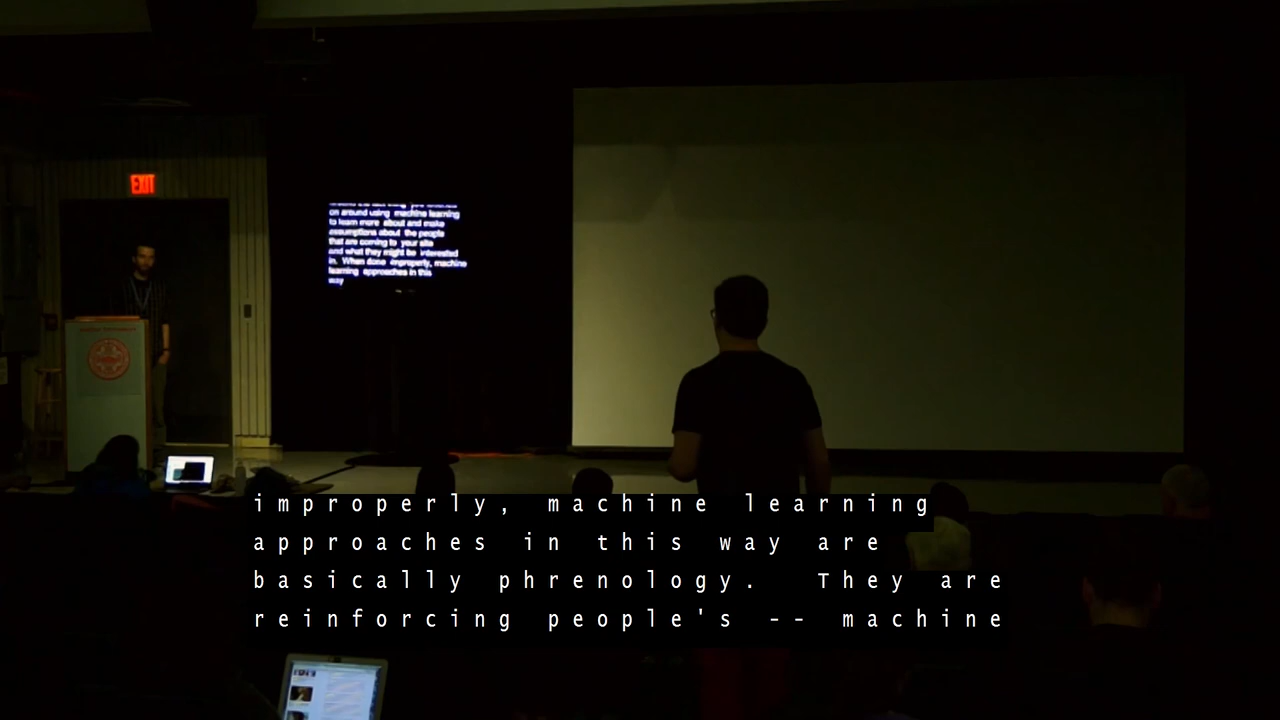 EXIT
on around using machine learning
to learn more about and make
assumptions about the people
that are coming to your site
and what they might be interested
in. When done improperly, machine
learning approaches in this
way
improperly, machine learning
approaches in this way are
basically phrenology. They are
reinforcing people's -- machine